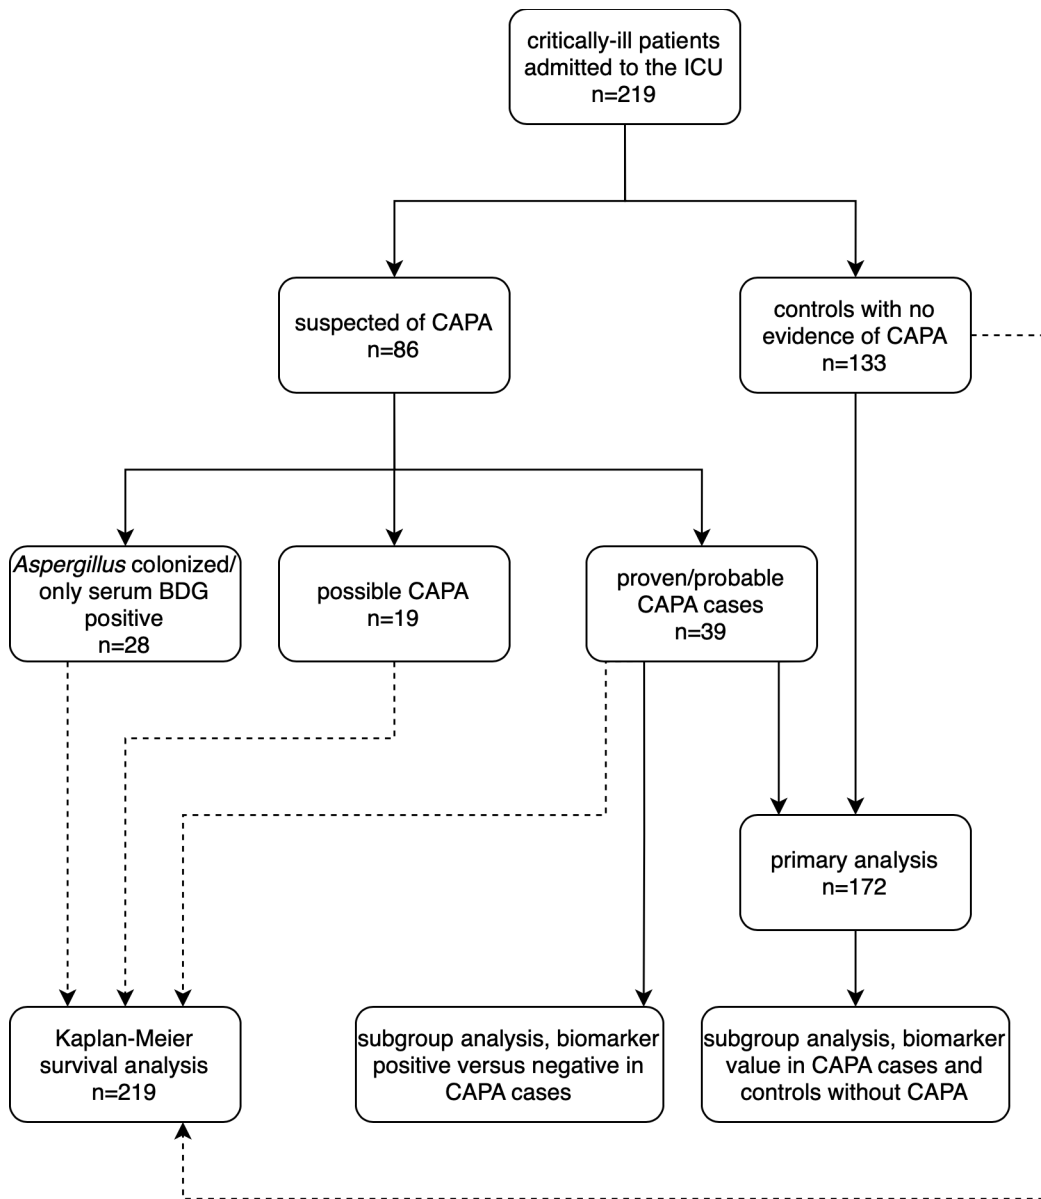 critically-ill patients
admitted to the ICU
n=219
suspected of CAPA
n=86
controls with no
evidence of CAPA
n=133
Aspergillus colonized/
only serum BDG
positive
n=28
possible CAPA
n=19
proven/probable
CAPA cases
n=39
primary analysis
n=172
Kaplan-Meier
survival analysis
n=219
subgroup analysis, biomarker
positive versus negative in
CAPA cases
subgroup analysis, biomarker
value in CAPA cases and
controls without CAPA